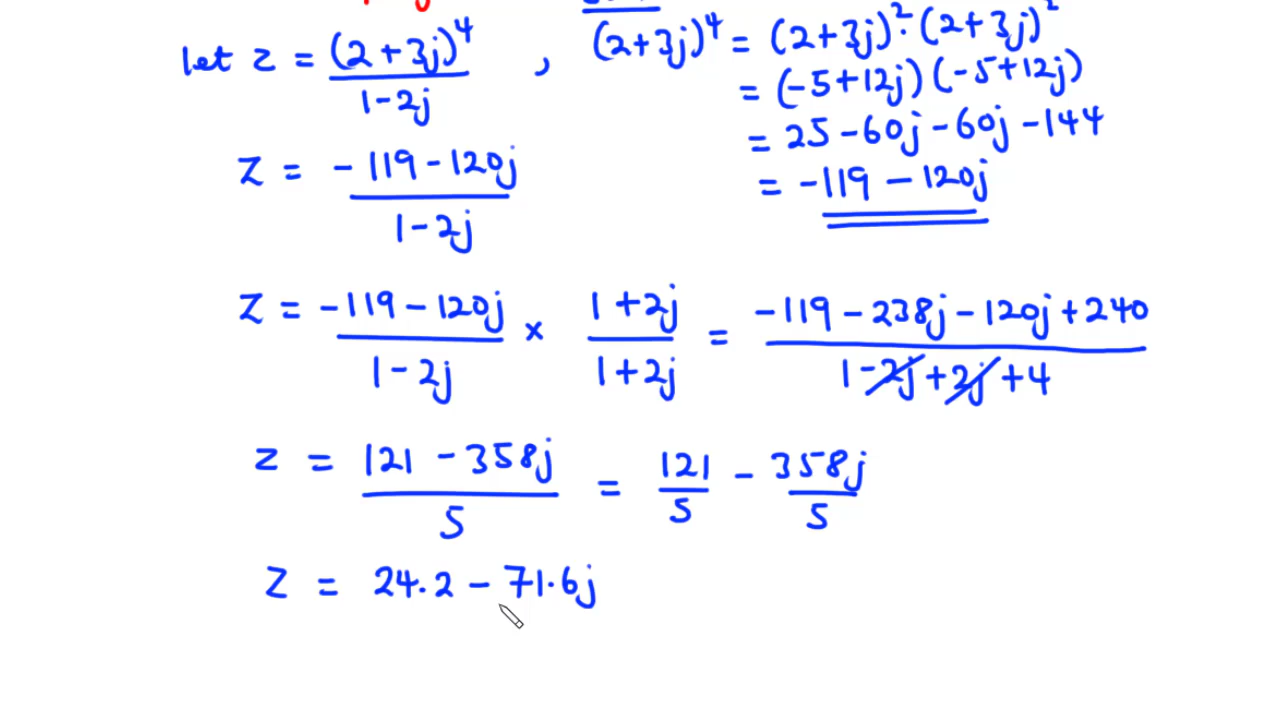 let z = (2 + 3j)^4 / (1 - 2j) , (2+3j)^4 = (2+3j)^2 · (2+3j)^2
= (-5+12j)(-5+12j)
= 25 - 60j - 60j - 144
= -119 - 120j
Z = (-119 - 120j) / (1 - 2j)
Z = (-119 - 120j) / (1 - 2j) × (1 + 2j) / (1 + 2j) = (-119 - 238j - 120j + 240) / (1 - 2j + 2j + 4)
z = (121 - 358j) / 5 = 121/5 - 358j/5
Z = 24.2 - 71.6j